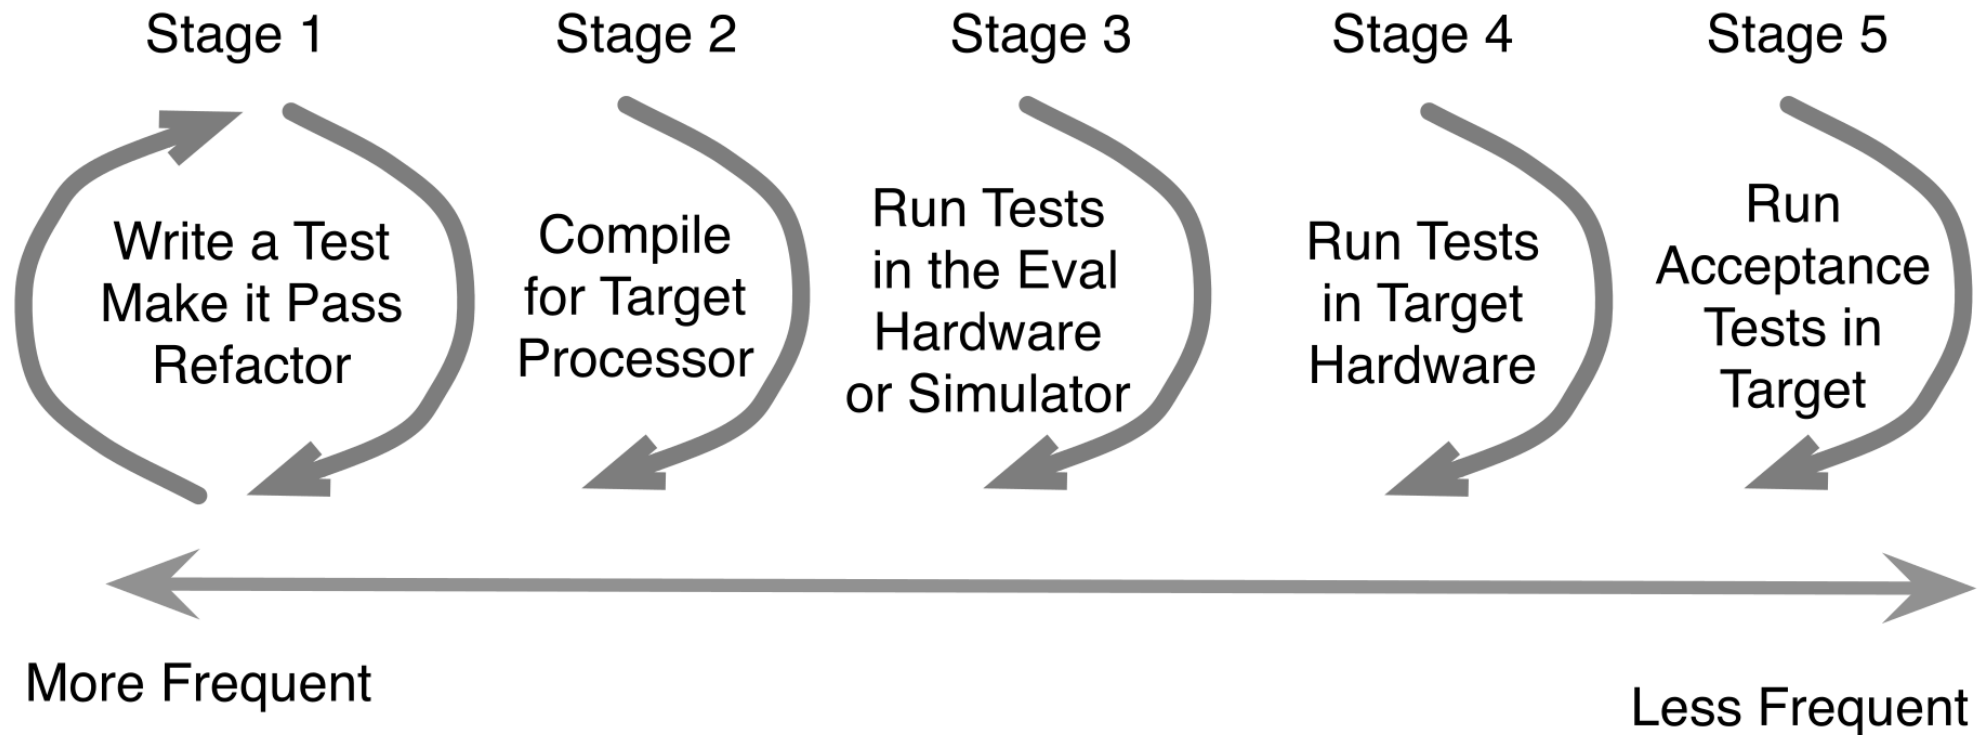 Stage 1
Stage 2
Stage 3
Stage 4
Stage 5
Write a Test
Make it Pass
Refactor
Compile
for Target
Processor
Run Tests
in the Eval
Hardware
or Simulator
Run Tests
in Target
Hardware
Run
Acceptance
Tests in
Target
More Frequent
Less Frequent